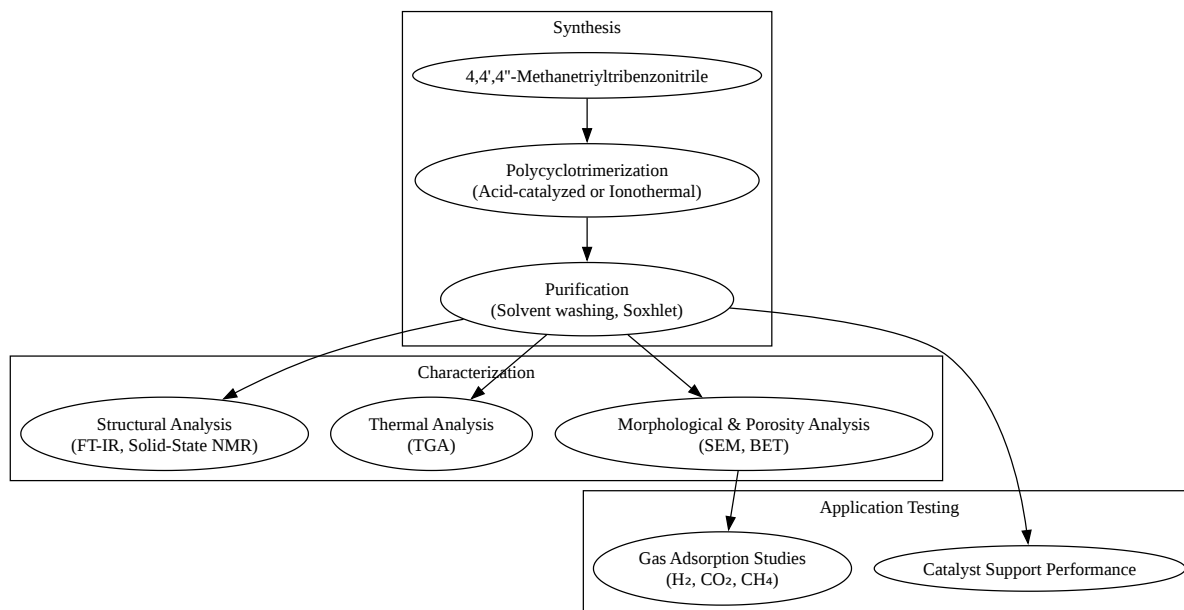 Synthesis
4,4',4"-Methanetriyltribenzonitrile
Polycyclotrimerization
(Acid-catalyzed or Ionothermal)
Purification
(Solvent washing, Soxhlet)
Characterization
Structural Analysis
(FT-IR, Solid-State NMR)
Thermal Analysis
(TGA)
Morphological & Porosity Analysis
(SEM, BET)
Application Testing
Gas Adsorption Studies
(H₂, CO₂, CH₄)
Catalyst Support Performance